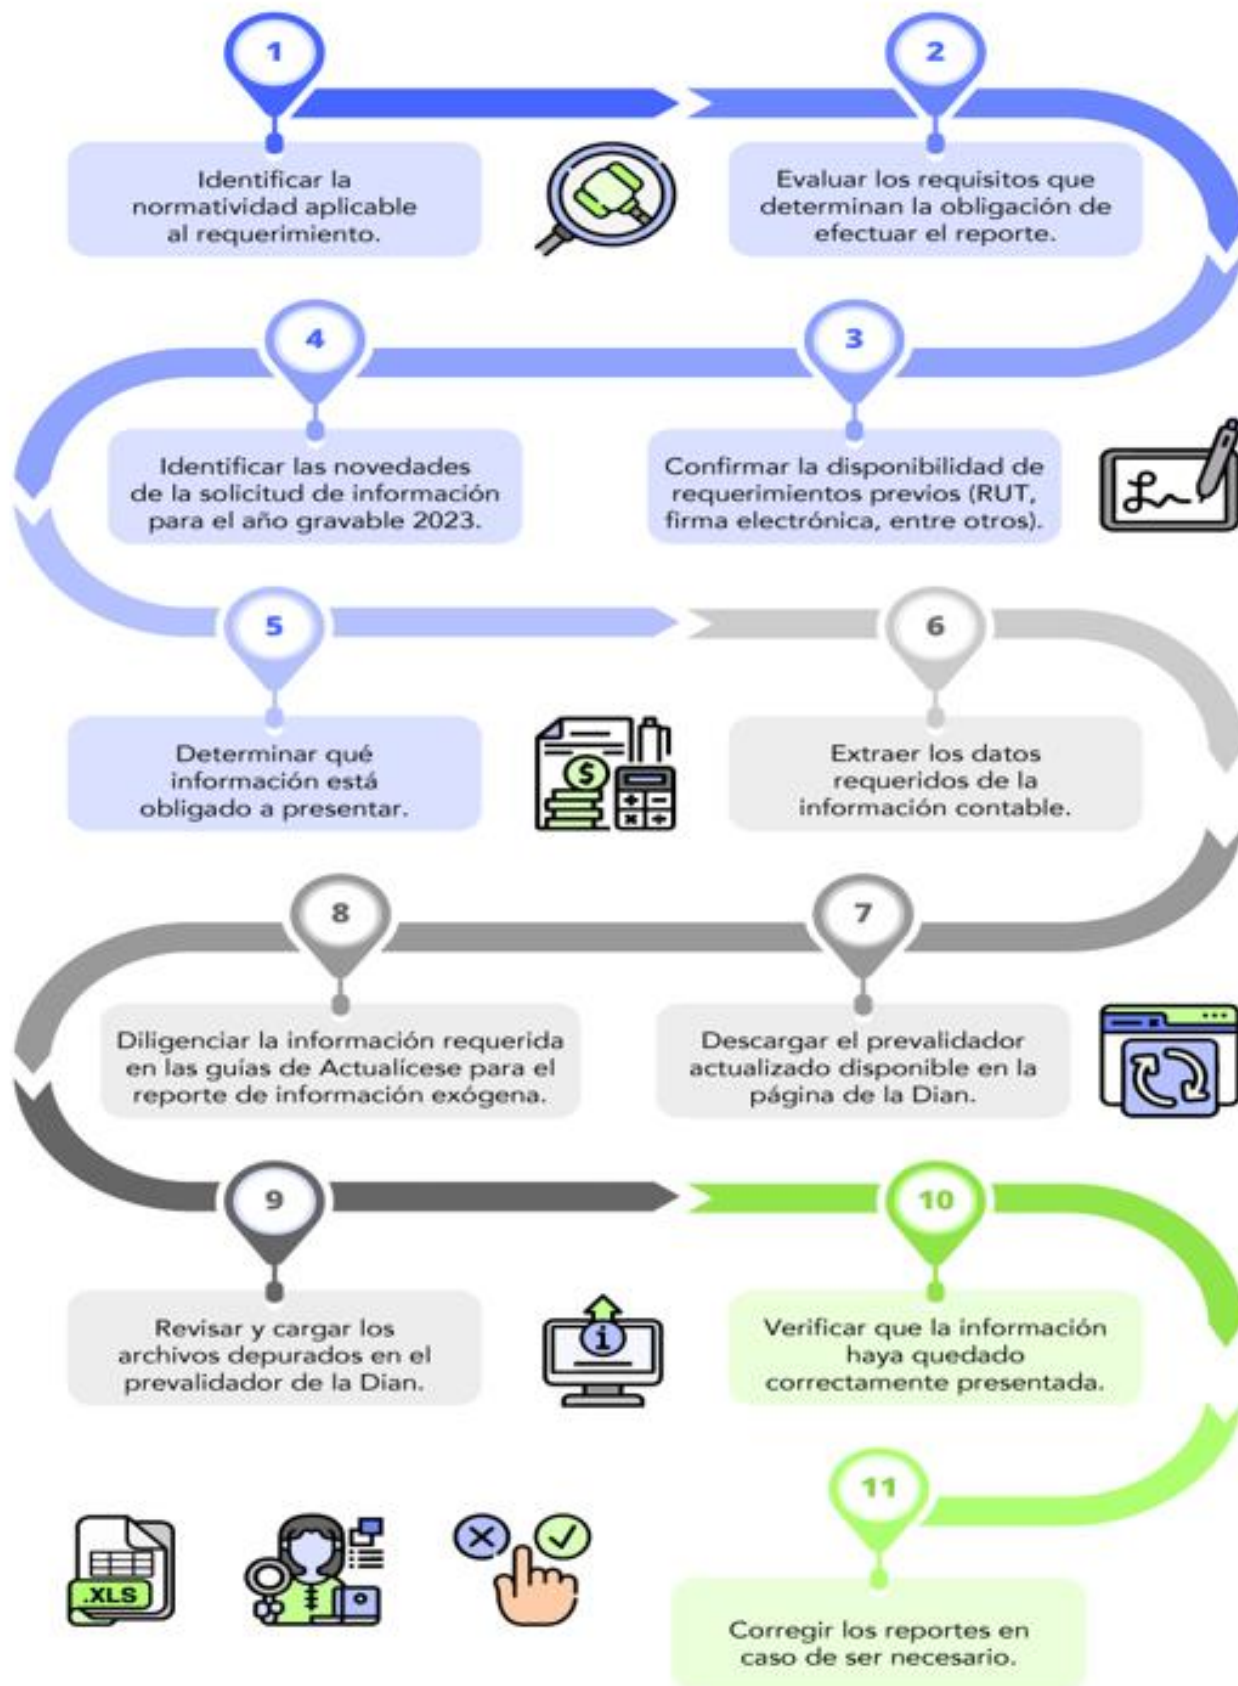 1
Identificar la
normatividad aplicable
al requerimiento.
2
Evaluar los requisitos que
determinan la obligación de
efectuar el reporte.
3
Confirmar la disponibilidad de
requerimientos previos (RUT,
firma electrónica, entre otros).
4
Identificar las novedades
de la solicitud de información
para el año gravable 2023.
5
Determinar qué
información está
obligado a presentar.
$
6
Extraer los datos
requeridos de la
información contable.
7
Descargar el prevalidador
actualizado disponible en la
página de la Dian.
8
Diligenciar la información requerida
en las guías de Actualícese para el
reporte de información exógena.
9
Revisar y cargar los
archivos depurados en el
prevalidador de la Dian.
i
10
Verificar que la información
haya quedado
correctamente presentada.
11
Corregir los reportes en
caso de ser necesario.
.XLS